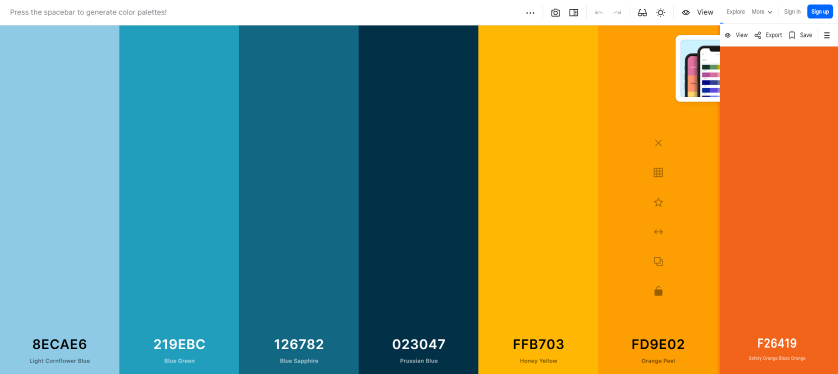 Press the spacebar to generate color palettes!
View
Explore More Sign in Sign up
View Export Save
8ECAE6
Light Cornflower Blue
219EBC
Blue Green
126782
Blue Sapphire
023047
Prussian Blue
FFB703
Honey Yellow
FD9E02
Orange Peel
F26419
Safety Orange Blaze Orange